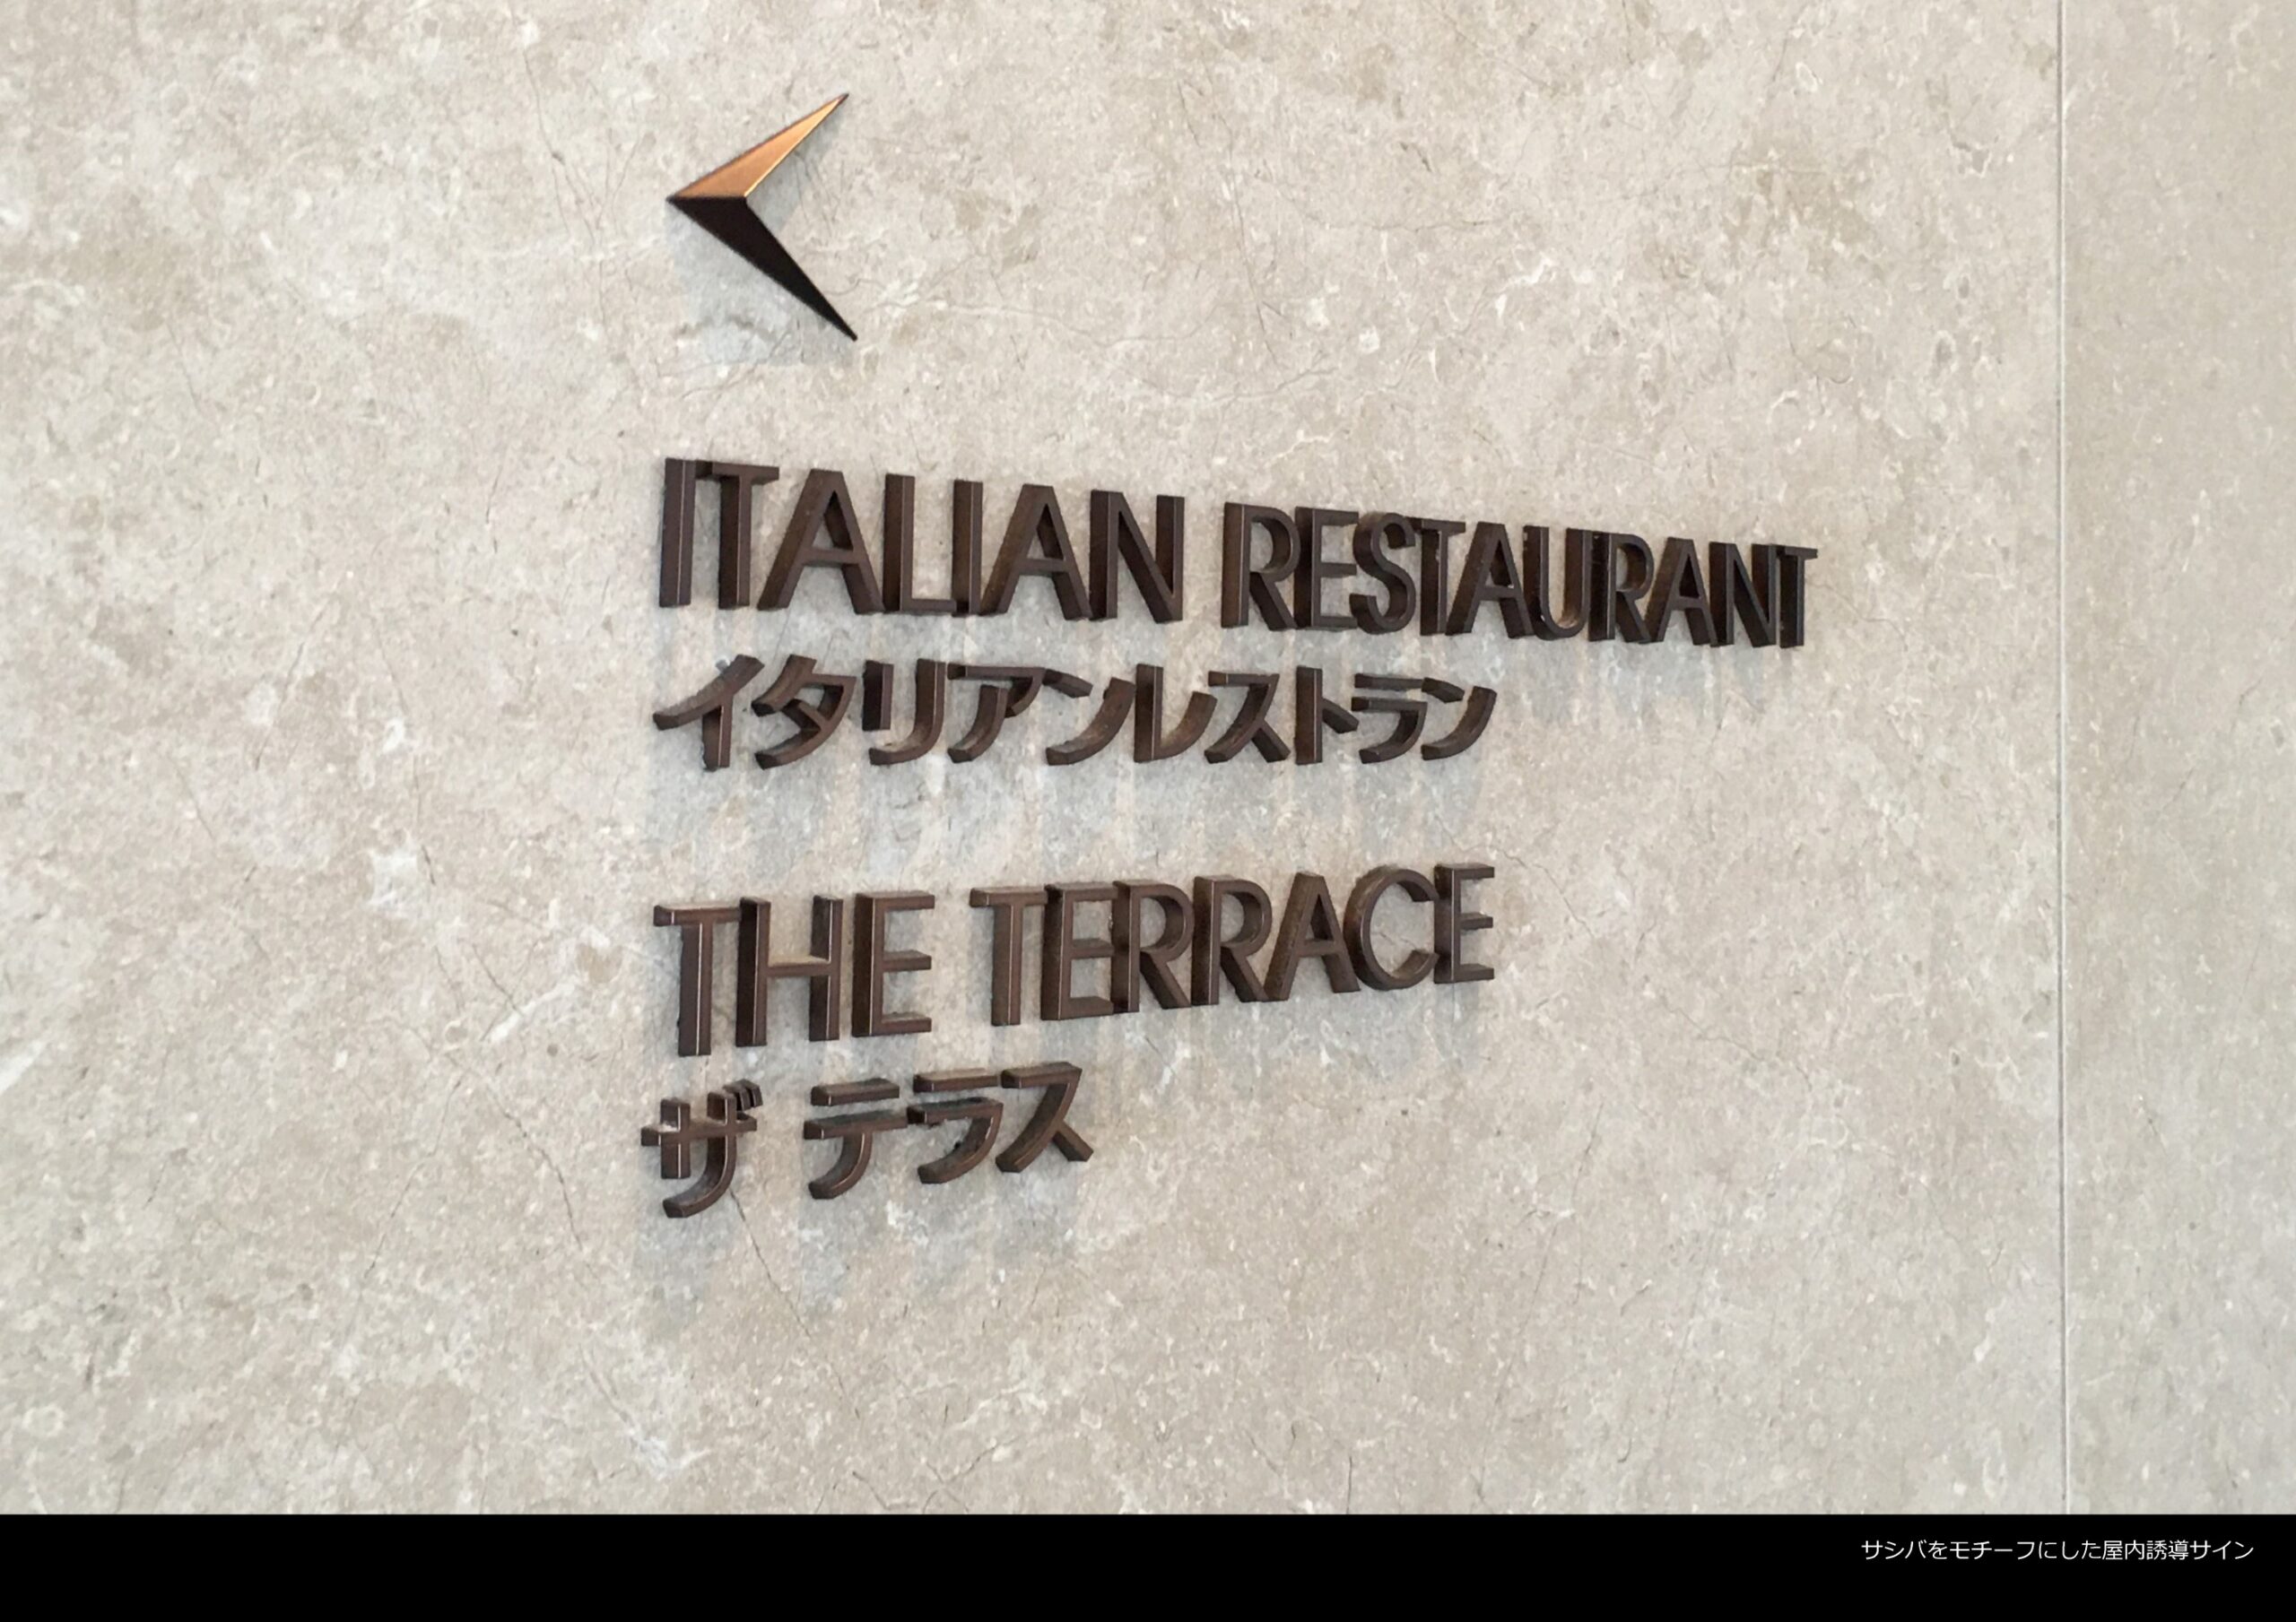 ITALIAN RESTAURANT
イタリアンレストラン
THE TERRACE
ザ テラス
サシバをモチーフにした屋内誘導サイン